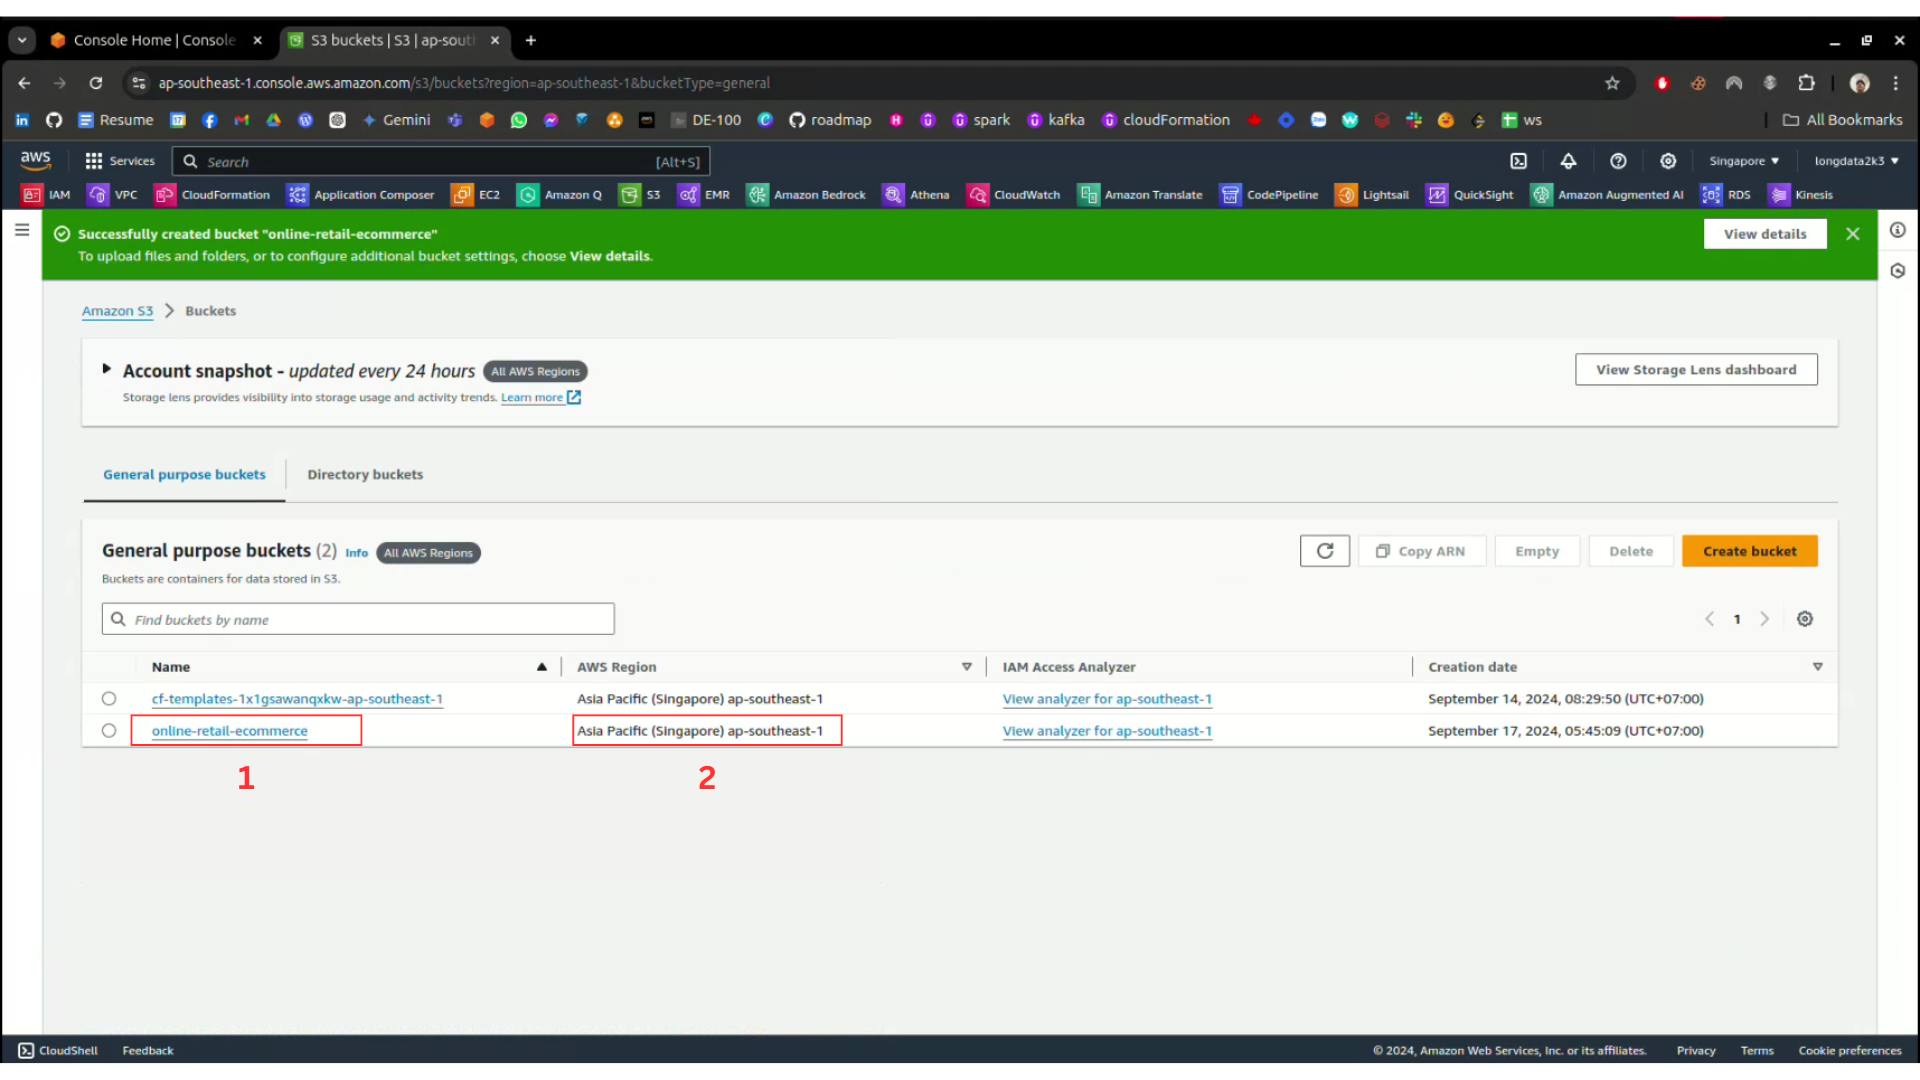 Console Home | Console
S3 buckets | S3 | ap-sout
ap-southeast-1.console.aws.amazon.com/s3/buckets?region=ap-southeast-1&bucketType=general
Resume Gemini DE-100 roadmap spark kafka cloudFormation ws All Bookmarks
aws Services Search [Alt+S] Singapore longdata2k3
IAM VPC CloudFormation Application Composer EC2 Amazon Q S3 EMR Amazon Bedrock Athena CloudWatch Amazon Translate CodePipeline Lightsail QuickSight Amazon Augmented AI RDS Kinesis
Successfully created bucket "online-retail-ecommerce"
To upload files and folders, or to configure additional bucket settings, choose View details.
View details
Amazon S3 Buckets
Account snapshot - updated every 24 hours All AWS Regions
Storage lens provides visibility into storage usage and activity trends. Learn more
View Storage Lens dashboard
General purpose buckets Directory buckets
General purpose buckets (2) Info All AWS Regions
Buckets are containers for data stored in S3.
Copy ARN Empty Delete Create bucket
Find buckets by name
1
Name AWS Region IAM Access Analyzer Creation date
cf-templates-1x1gsawanqxkw-ap-southeast-1 Asia Pacific (Singapore) ap-southeast-1 View analyzer for ap-southeast-1 September 14, 2024, 08:29:50 (UTC+07:00)
online-retail-ecommerce Asia Pacific (Singapore) ap-southeast-1 View analyzer for ap-southeast-1 September 17, 2024, 05:45:09 (UTC+07:00)
1 2
CloudShell Feedback © 2024, Amazon Web Services, Inc. or its affiliates. Privacy Terms Cookie preferences